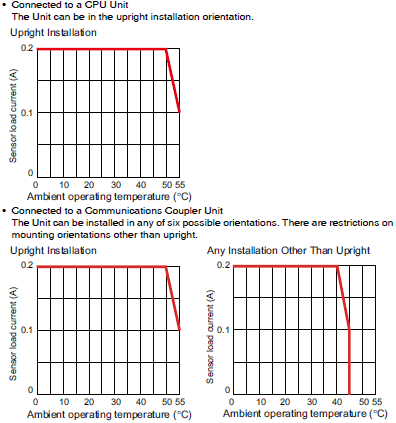 • Connected to a CPU Unit
The Unit can be in the upright installation orientation.
Upright Installation
Sensor load current (A)
0.2
0.1
0
0 10 20 30 40 50 55
Ambient operating temperature (°C)
• Connected to a Communications Coupler Unit
The Unit can be installed in any of six possible orientations. There are restrictions on
mounting orientations other than upright.
Upright Installation
Sensor load current (A)
0.2
0.1
0
0 10 20 30 40 50 55
Ambient operating temperature (°C)
Any Installation Other Than Upright
Sensor load current (A)
0.2
0.1
0
0 10 20 30 40 50 55
Ambient operating temperature (°C)